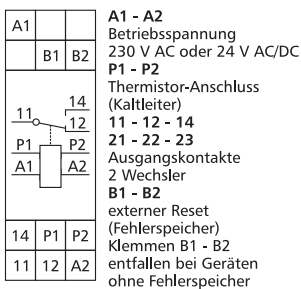 A1
B1 B2
11 14
12
P1 P2
A1 A2
14 P1 P2
11 12 A2
A1 - A2
Betriebsspannung
230 V AC oder 24 V AC/DC
P1 - P2
Thermistor-Anschluss
(Kaltleiter)
11 - 12 - 14
21 - 22 - 23
Ausgangskontakte
2 Wechsler
B1 - B2
externer Reset
(Fehlerspeicher)
Klemmen B1 - B2
entfallen bei Geräten
ohne Fehlerspeicher